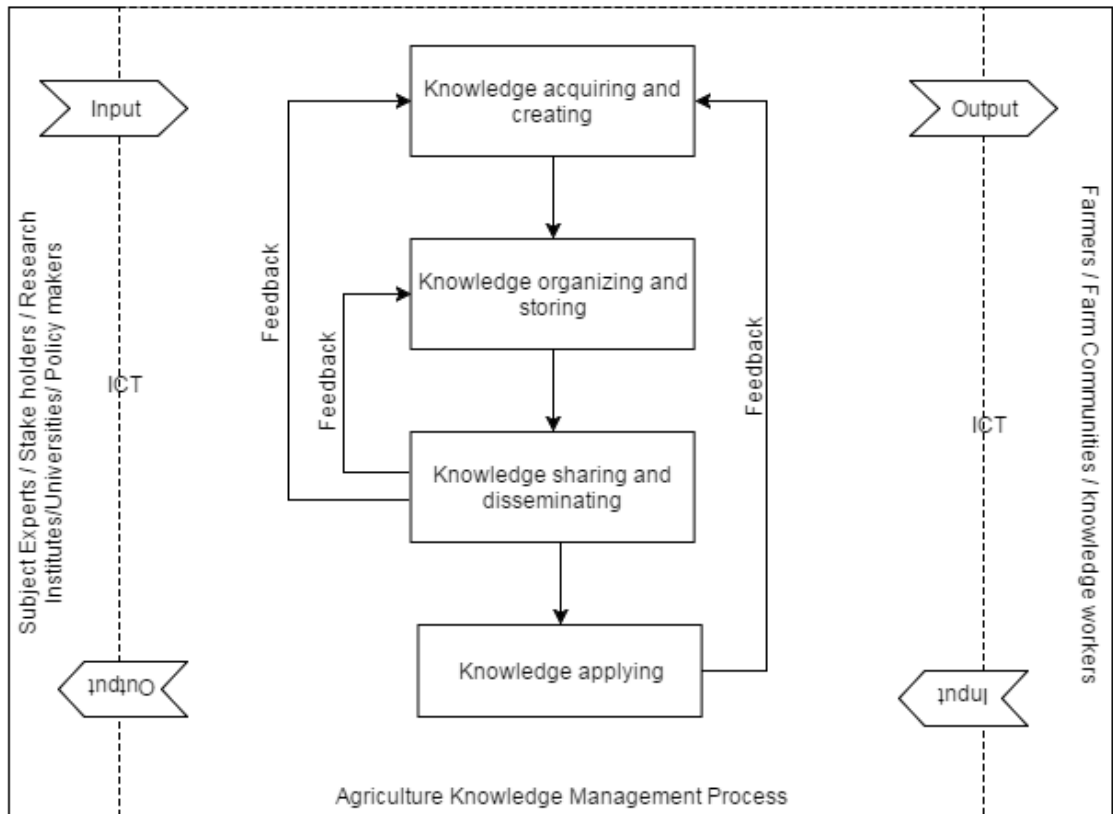 Input
Knowledge acquiring and
creating
Output
Subject Experts / Stake holders / Research
Institutes/Universities/ Policy makers
ICT
Feedback
Feedback
Knowledge organizing and
storing
Feedback
Knowledge sharing and
disseminating
ICT
Farmers / Farm Communities / knowledge workers
Output
Knowledge applying
Input
Agriculture Knowledge Management Process